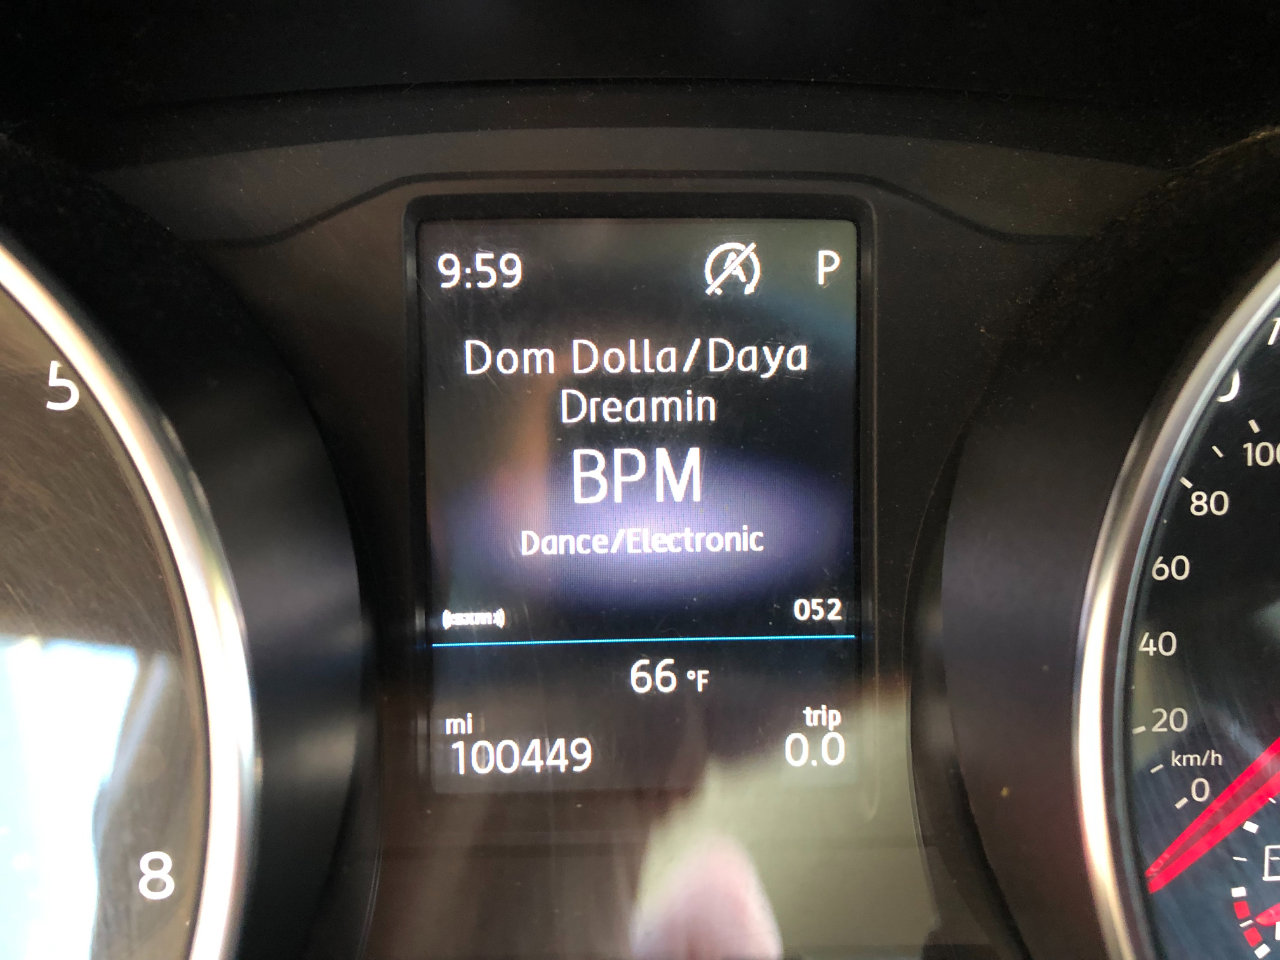 9:59 P
Dom Dolla/Daya
Dreamin
BPM
Dance/Electronic
((SXM)) 052
66 °F
mi trip
100449 0.0
5
8
100
80
60
40
20
km/h
0